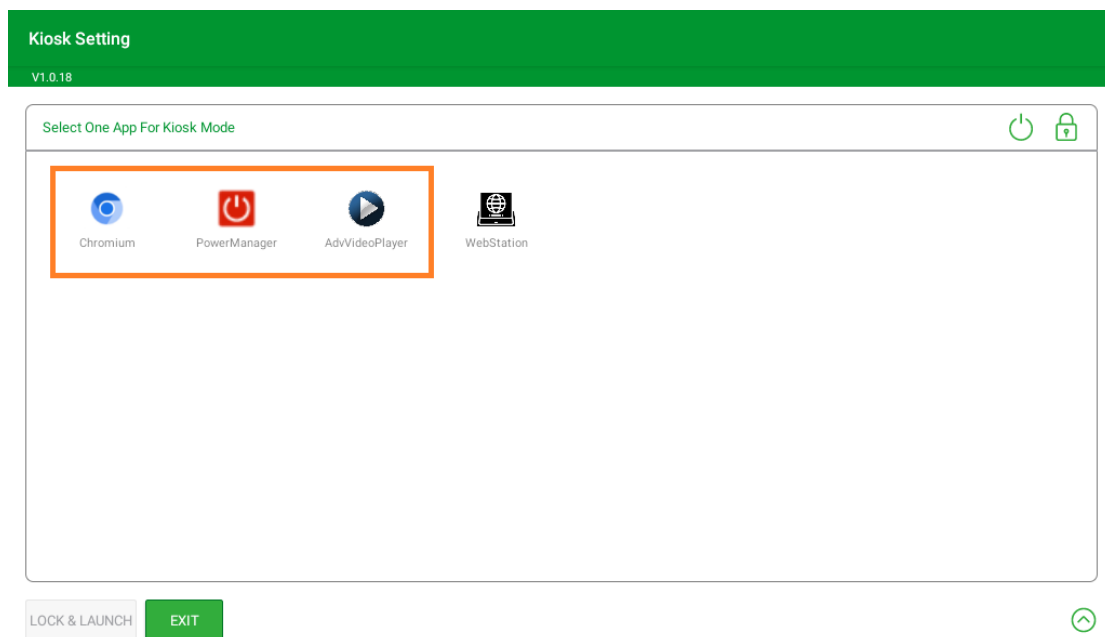 Kiosk Setting
V1.0.18
Select One App For Kiosk Mode
Chromium PowerManager AdvVideoPlayer WebStation
LOCK & LAUNCH EXIT